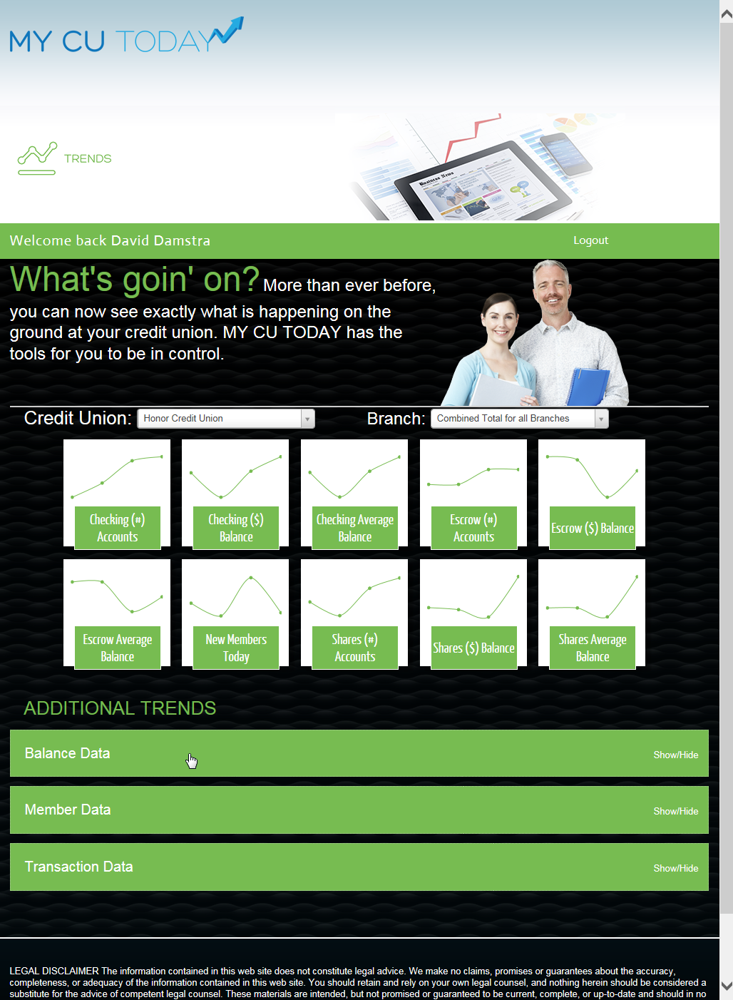 MY CU TODAY
TRENDS
Business News
Welcome back David Damstra
Logout
What's goin' on? More than ever before,
you can now see exactly what is happening on the
ground at your credit union. MY CU TODAY has the
tools for you to be in control.
Credit Union: Honor Credit Union
Branch: Combined Total for all Branches
Checking (#)
Accounts
Checking ($)
Balance
Checking Average
Balance
Escrow (#)
Accounts
Escrow ($) Balance
Escrow Average
Balance
New Members
Today
Shares (#)
Accounts
Shares ($) Balance
Shares Average
Balance
ADDITIONAL TRENDS
Balance Data
Show/Hide
Member Data
Show/Hide
Transaction Data
Show/Hide
LEGAL DISCLAIMER The information contained in this web site does not constitute legal advice. We make no claims, promises or guarantees about the accuracy,
completeness, or adequacy of the information contained in this web site. You should retain and rely on your own legal counsel, and nothing herein should be considered a
substitute for the advice of competent legal counsel. These materials are intended, but not promised or guaranteed to be current, complete, or up-to-date and should in no